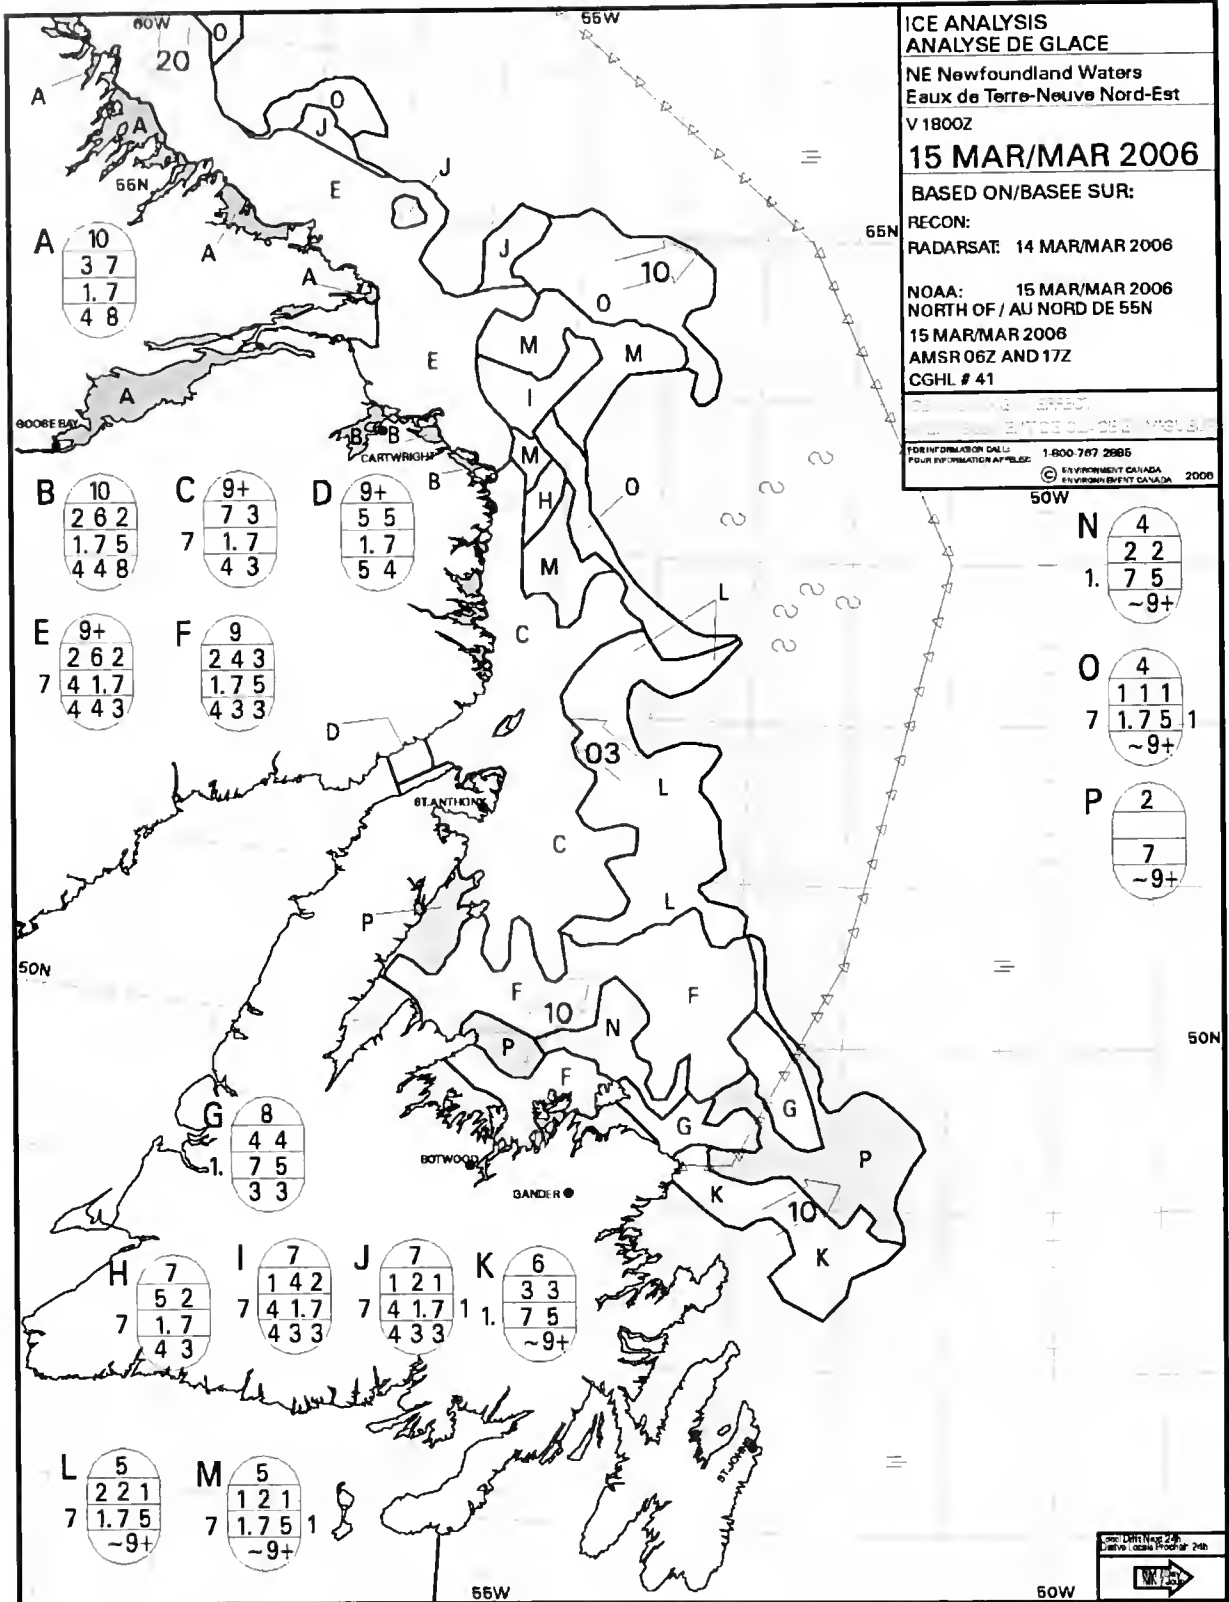 60W
55W
ICE ANALYSIS
ANALYSE DE GLACE
NE Newfoundland Waters
Eaux de Terre-Neuve Nord-Est
V 1800Z
15 MAR/MAR 2006
BASED ON/BASEE SUR:
RECON:
RADARSAT: 14 MAR/MAR 2006
NOAA: 15 MAR/MAR 2006
NORTH OF / AU NORD DE 55N
15 MAR/MAR 2006
AMSR 06Z AND 17Z
CGHL # 41
FOR INFORMATION CALL:
POUR INFORMATION APPELEZ: 1-800-767-2885
© ENVIRONMENT CANADA
ENVIRONNEMENT CANADA 2006
O
20
A
O
J
A
J
55N
E
55N
A
J
10
O
A
10
3 7
1. 7
4 8
A
M
M
E
I
A
GOOSE BAY
B
B
CARTWRIGHT
B
M
H
O
50W
B
10
2 6 2
1. 7 5
4 4 8
C
9+
7 3
7 1. 7
4 3
D
9+
5 5
1. 7
5 4
N
4
2 2
1. 7 5
~9+
M
L
C
E
9+
2 6 2
7 4 1. 7
4 4 3
F
9
2 4 3
1. 7 5
4 3 3
O
4
1 1 1
7 1. 7 5 1
~9+
D
03
L
ST.ANTHONY
P
2
7
~9+
C
L
P
50N
F
10
F
N
P
50N
F
G
G
8
4 4
1. 7 5
3 3
G
P
BOTWOOD
GANDER
K
10
K
H
7
5 2
7 1. 7
4 3
I
7
1 4 2
7 4 1. 7
4 3 3
J
7
1 2 1
7 4 1. 7 1
4 3 3
K
6
3 3
1. 7 5
~9+
ST.JOHN'S
L
5
2 2 1
7 1. 7 5
~9+
M
5
1 2 1
7 1. 7 5 1
~9+
55W
50W